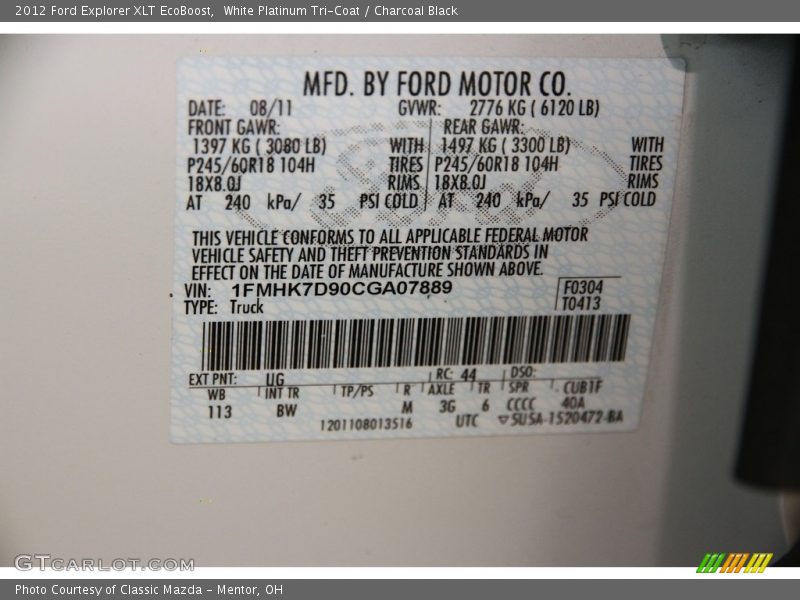 2012 Ford Explorer XLT EcoBoost,  White Platinum Tri-Coat / Charcoal Black
MFD. BY FORD MOTOR CO.
DATE: 08/11 GVWR: 2776 KG ( 6120 LB)
FRONT GAWR: REAR GAWR:
1397 KG ( 3080 LB) WITH 1497 KG ( 3300 LB) WITH
P245/60R18 104H TIRES P245/60R18 104H TIRES
18X8.0J RIMS 18X8.0J RIMS
AT 240 kPa/ 35 PSI COLD AT 240 kPa/ 35 PSI COLD
THIS VEHICLE CONFORMS TO ALL APPLICABLE FEDERAL MOTOR
VEHICLE SAFETY AND THEFT PREVENTION STANDARDS IN
EFFECT ON THE DATE OF MANUFACTURE SHOWN ABOVE.
VIN: 1FMHK7D90CGA07889 F0304
TYPE: Truck T0413
EXT PNT: UG RC: 44 DSO:
WB INT TR TP/PS R AXLE TR SPR CUB1F
113 BW M 3G 6 CCCC 40A
1201108013516 UTC ▽SU5A-1520472-BA
GTCARLOT.COM
Photo Courtesy of Classic Mazda - Mentor, OH